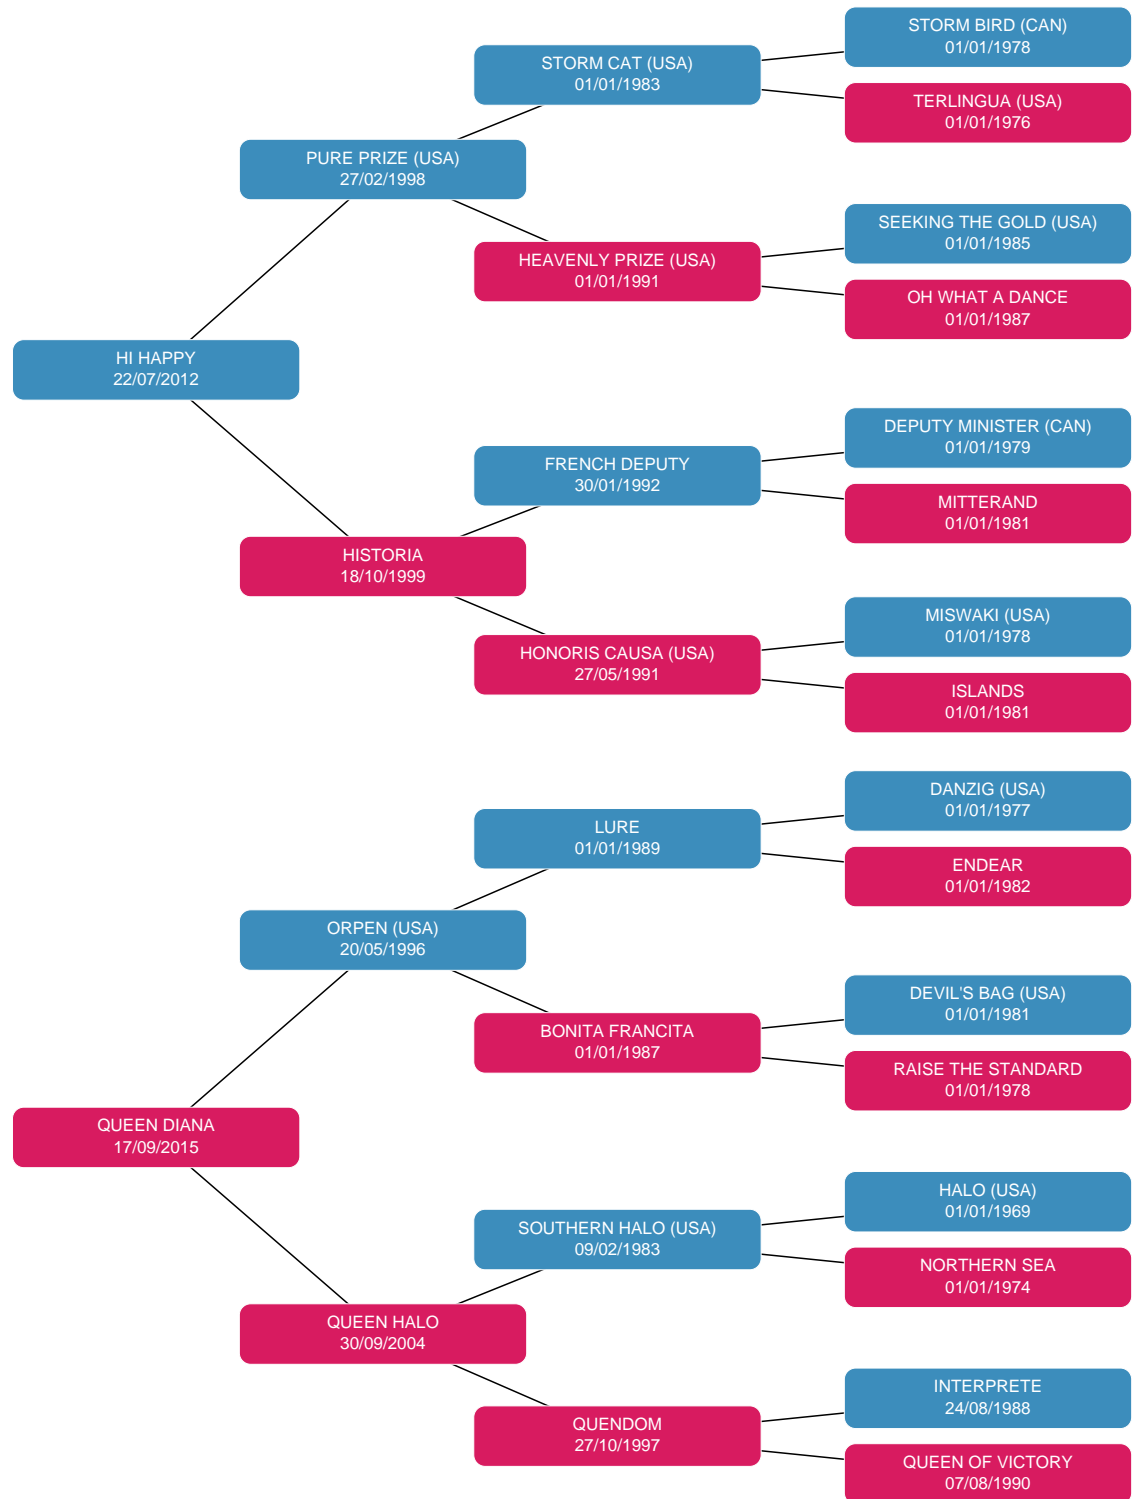 STORM BIRD (CAN)
01/01/1978
STORM CAT (USA)
01/01/1983
TERLINGUA (USA)
01/01/1976
PURE PRIZE (USA)
27/02/1998
SEEKING THE GOLD (USA)
01/01/1985
HEAVENLY PRIZE (USA)
01/01/1991
OH WHAT A DANCE
01/01/1987
HI HAPPY
22/07/2012
DEPUTY MINISTER (CAN)
01/01/1979
FRENCH DEPUTY
30/01/1992
MITTERAND
01/01/1981
HISTORIA
18/10/1999
MISWAKI (USA)
01/01/1978
HONORIS CAUSA (USA)
27/05/1991
ISLANDS
01/01/1981
DANZIG (USA)
01/01/1977
LURE
01/01/1989
ENDEAR
01/01/1982
ORPEN (USA)
20/05/1996
DEVIL'S BAG (USA)
01/01/1981
BONITA FRANCITA
01/01/1987
RAISE THE STANDARD
01/01/1978
QUEEN DIANA
17/09/2015
HALO (USA)
01/01/1969
SOUTHERN HALO (USA)
09/02/1983
NORTHERN SEA
01/01/1974
QUEEN HALO
30/09/2004
INTERPRETE
24/08/1988
QUENDOM
27/10/1997
QUEEN OF VICTORY
07/08/1990